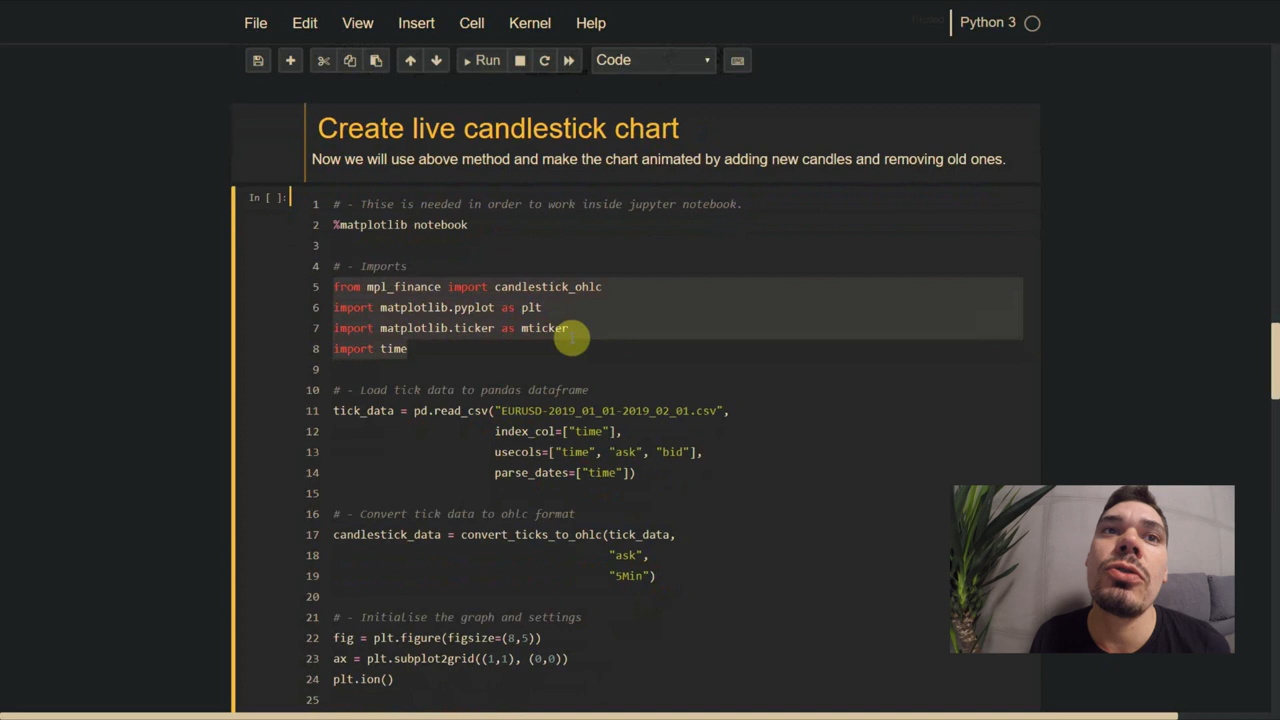 File Edit View Insert Cell Kernel Help Python 3
Run Code
Create live candlestick chart
Now we will use above method and make the chart animated by adding new candles and removing old ones.
In [ ]:
1 # - Thise is needed in order to work inside jupyter notebook.
2 %matplotlib notebook
3
4 # - Imports
5 from mpl_finance import candlestick_ohlc
6 import matplotlib.pyplot as plt
7 import matplotlib.ticker as mticker
8 import time
9
10 # - Load tick data to pandas dataframe
11 tick_data = pd.read_csv("EURUSD-2019_01_01-2019_02_01.csv",
12 index_col=["time"],
13 usecols=["time", "ask", "bid"],
14 parse_dates=["time"])
15
16 # - Convert tick data to ohlc format
17 candlestick_data = convert_ticks_to_ohlc(tick_data,
18 "ask",
19 "5Min")
20
21 # - Initialise the graph and settings
22 fig = plt.figure(figsize=(8,5))
23 ax = plt.subplot2grid((1,1), (0,0))
24 plt.ion()
25